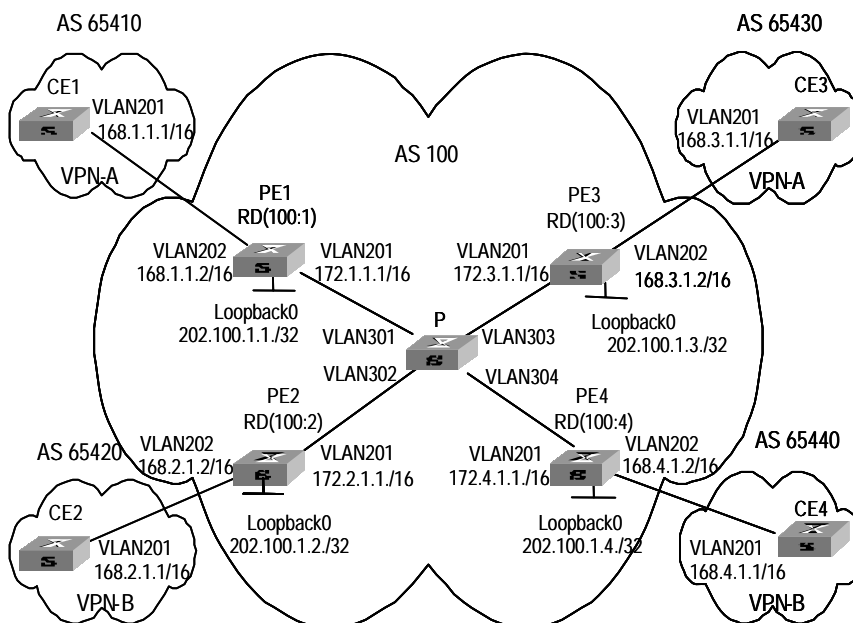 AS 65410
AS 65430
CE1
VLAN201
168.1.1.1/16
VPN-A
CE3
VLAN201
168.3.1.1/16
VPN-A
AS 100
PE1
RD(100:1)
VLAN202
168.1.1.2/16
VLAN201
172.1.1.1/16
Loopback0
202.100.1.1./32
PE3
RD(100:3)
VLAN201
172.3.1.1/16
VLAN202
168.3.1.2/16
Loopback0
202.100.1.3./32
P
VLAN301
VLAN303
VLAN302
VLAN304
PE2
RD(100:2)
VLAN202
168.2.1.2/16
VLAN201
172.2.1.1./16
Loopback0
202.100.1.2./32
PE4
RD(100:4)
VLAN201
172.4.1.1./16
VLAN202
168.4.1.2/16
Loopback0
202.100.1.4./32
AS 65420
CE2
VLAN201
168.2.1.1/16
VPN-B
AS 65440
CE4
VLAN201
168.4.1.1/16
VPN-B